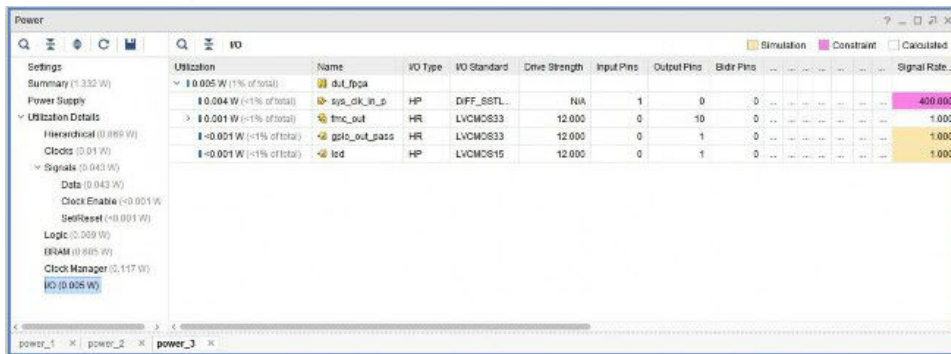 Power
I/O
Simulation Constraint Calculated
Settings
Summary (1.332 W)
Power Supply
Utilization Details
Hierarchical (0.869 W)
Clocks (0.01 W)
Signals (0.043 W)
Data (0.043 W)
Clock Enable (<0.001 W
Set/Reset (<0.001 W)
Logic (0.009 W)
BRAM (0.685 W)
Clock Manager (0.117 W)
I/O (0.005 W)
Utilization Name I/O Type I/O Standard Drive Strength Input Pins Output Pins Bidir Pins ... ... ... ... ... ... Signal Rate..
0.005 W (1% of total) dut_fpga
0.004 W (<1% of total) sys_clk_in_p HP DIFF_SSTL... N/A 1 0 0 ... ... ... ... ... ... 400.000
0.001 W (<1% of total) fmc_out HR LVCMOS33 12.000 0 10 0 ... ... ... ... ... ... 1.000
<0.001 W (<1% of total) gpio_out_pass HR LVCMOS33 12.000 0 1 0 ... ... ... ... ... ... 1.000
<0.001 W (<1% of total) led HP LVCMOS15 12.000 0 1 0 ... ... ... ... ... ... 1.000
power_1 power_2 power_3